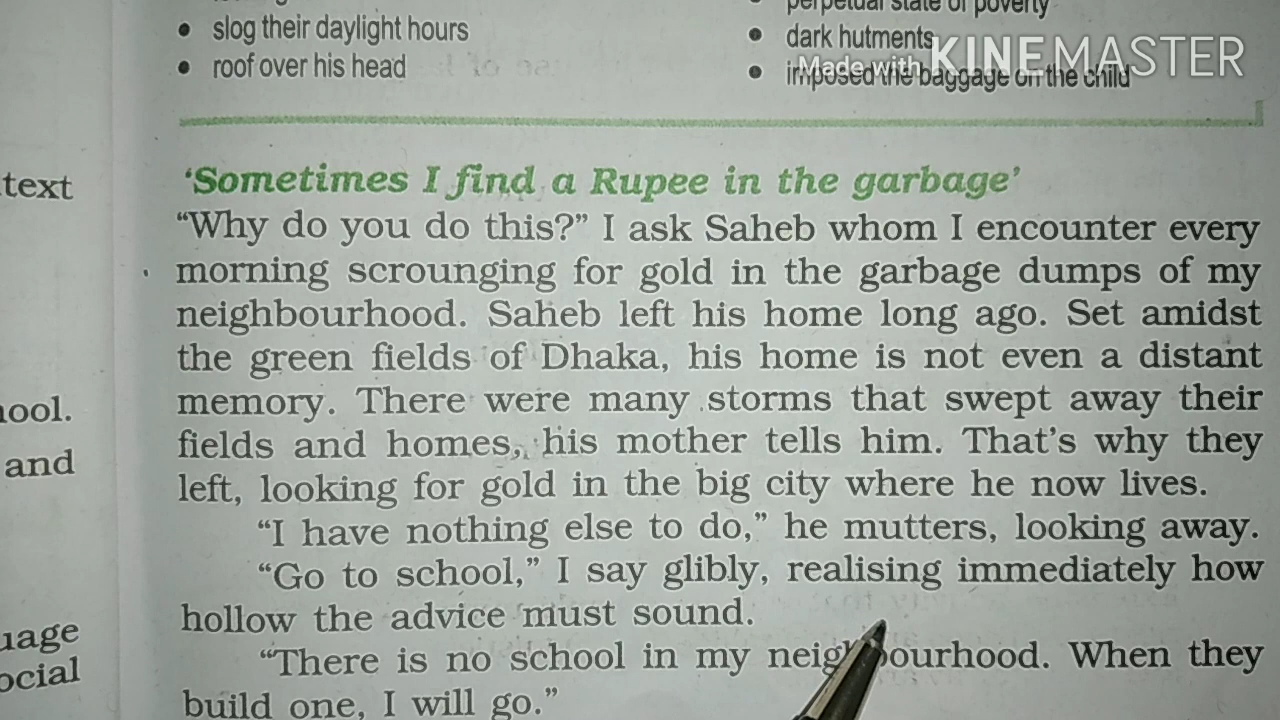 perpetual state of poverty
• slog their daylight hours
• dark hutments
• roof over his head
• imposed the baggage on the child
Made with KINEMASTER
text
‘Sometimes I find a Rupee in the garbage’
“Why do you do this?” I ask Saheb whom I encounter every
morning scrounging for gold in the garbage dumps of my
neighbourhood. Saheb left his home long ago. Set amidst
the green fields of Dhaka, his home is not even a distant
memory. There were many storms that swept away their
fields and homes, his mother tells him. That’s why they
left, looking for gold in the big city where he now lives.
“I have nothing else to do,” he mutters, looking away.
“Go to school,” I say glibly, realising immediately how
hollow the advice must sound.
“There is no school in my neighbourhood. When they
build one, I will go.”
ool.
and
uage
ocial